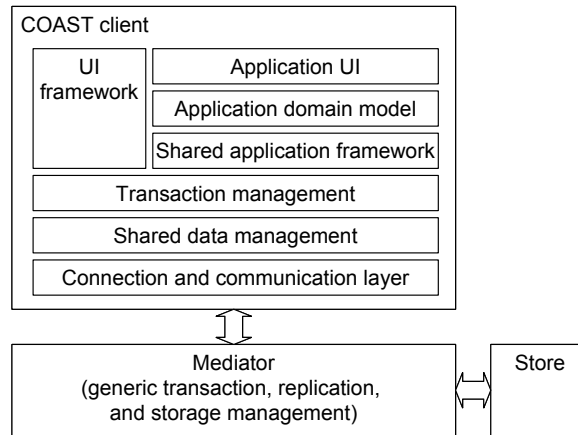 COAST client
UI
framework
Application UI
Application domain model
Shared application framework
Transaction management
Shared data management
Connection and communication layer
Mediator
(generic transaction, replication,
and storage management)
Store